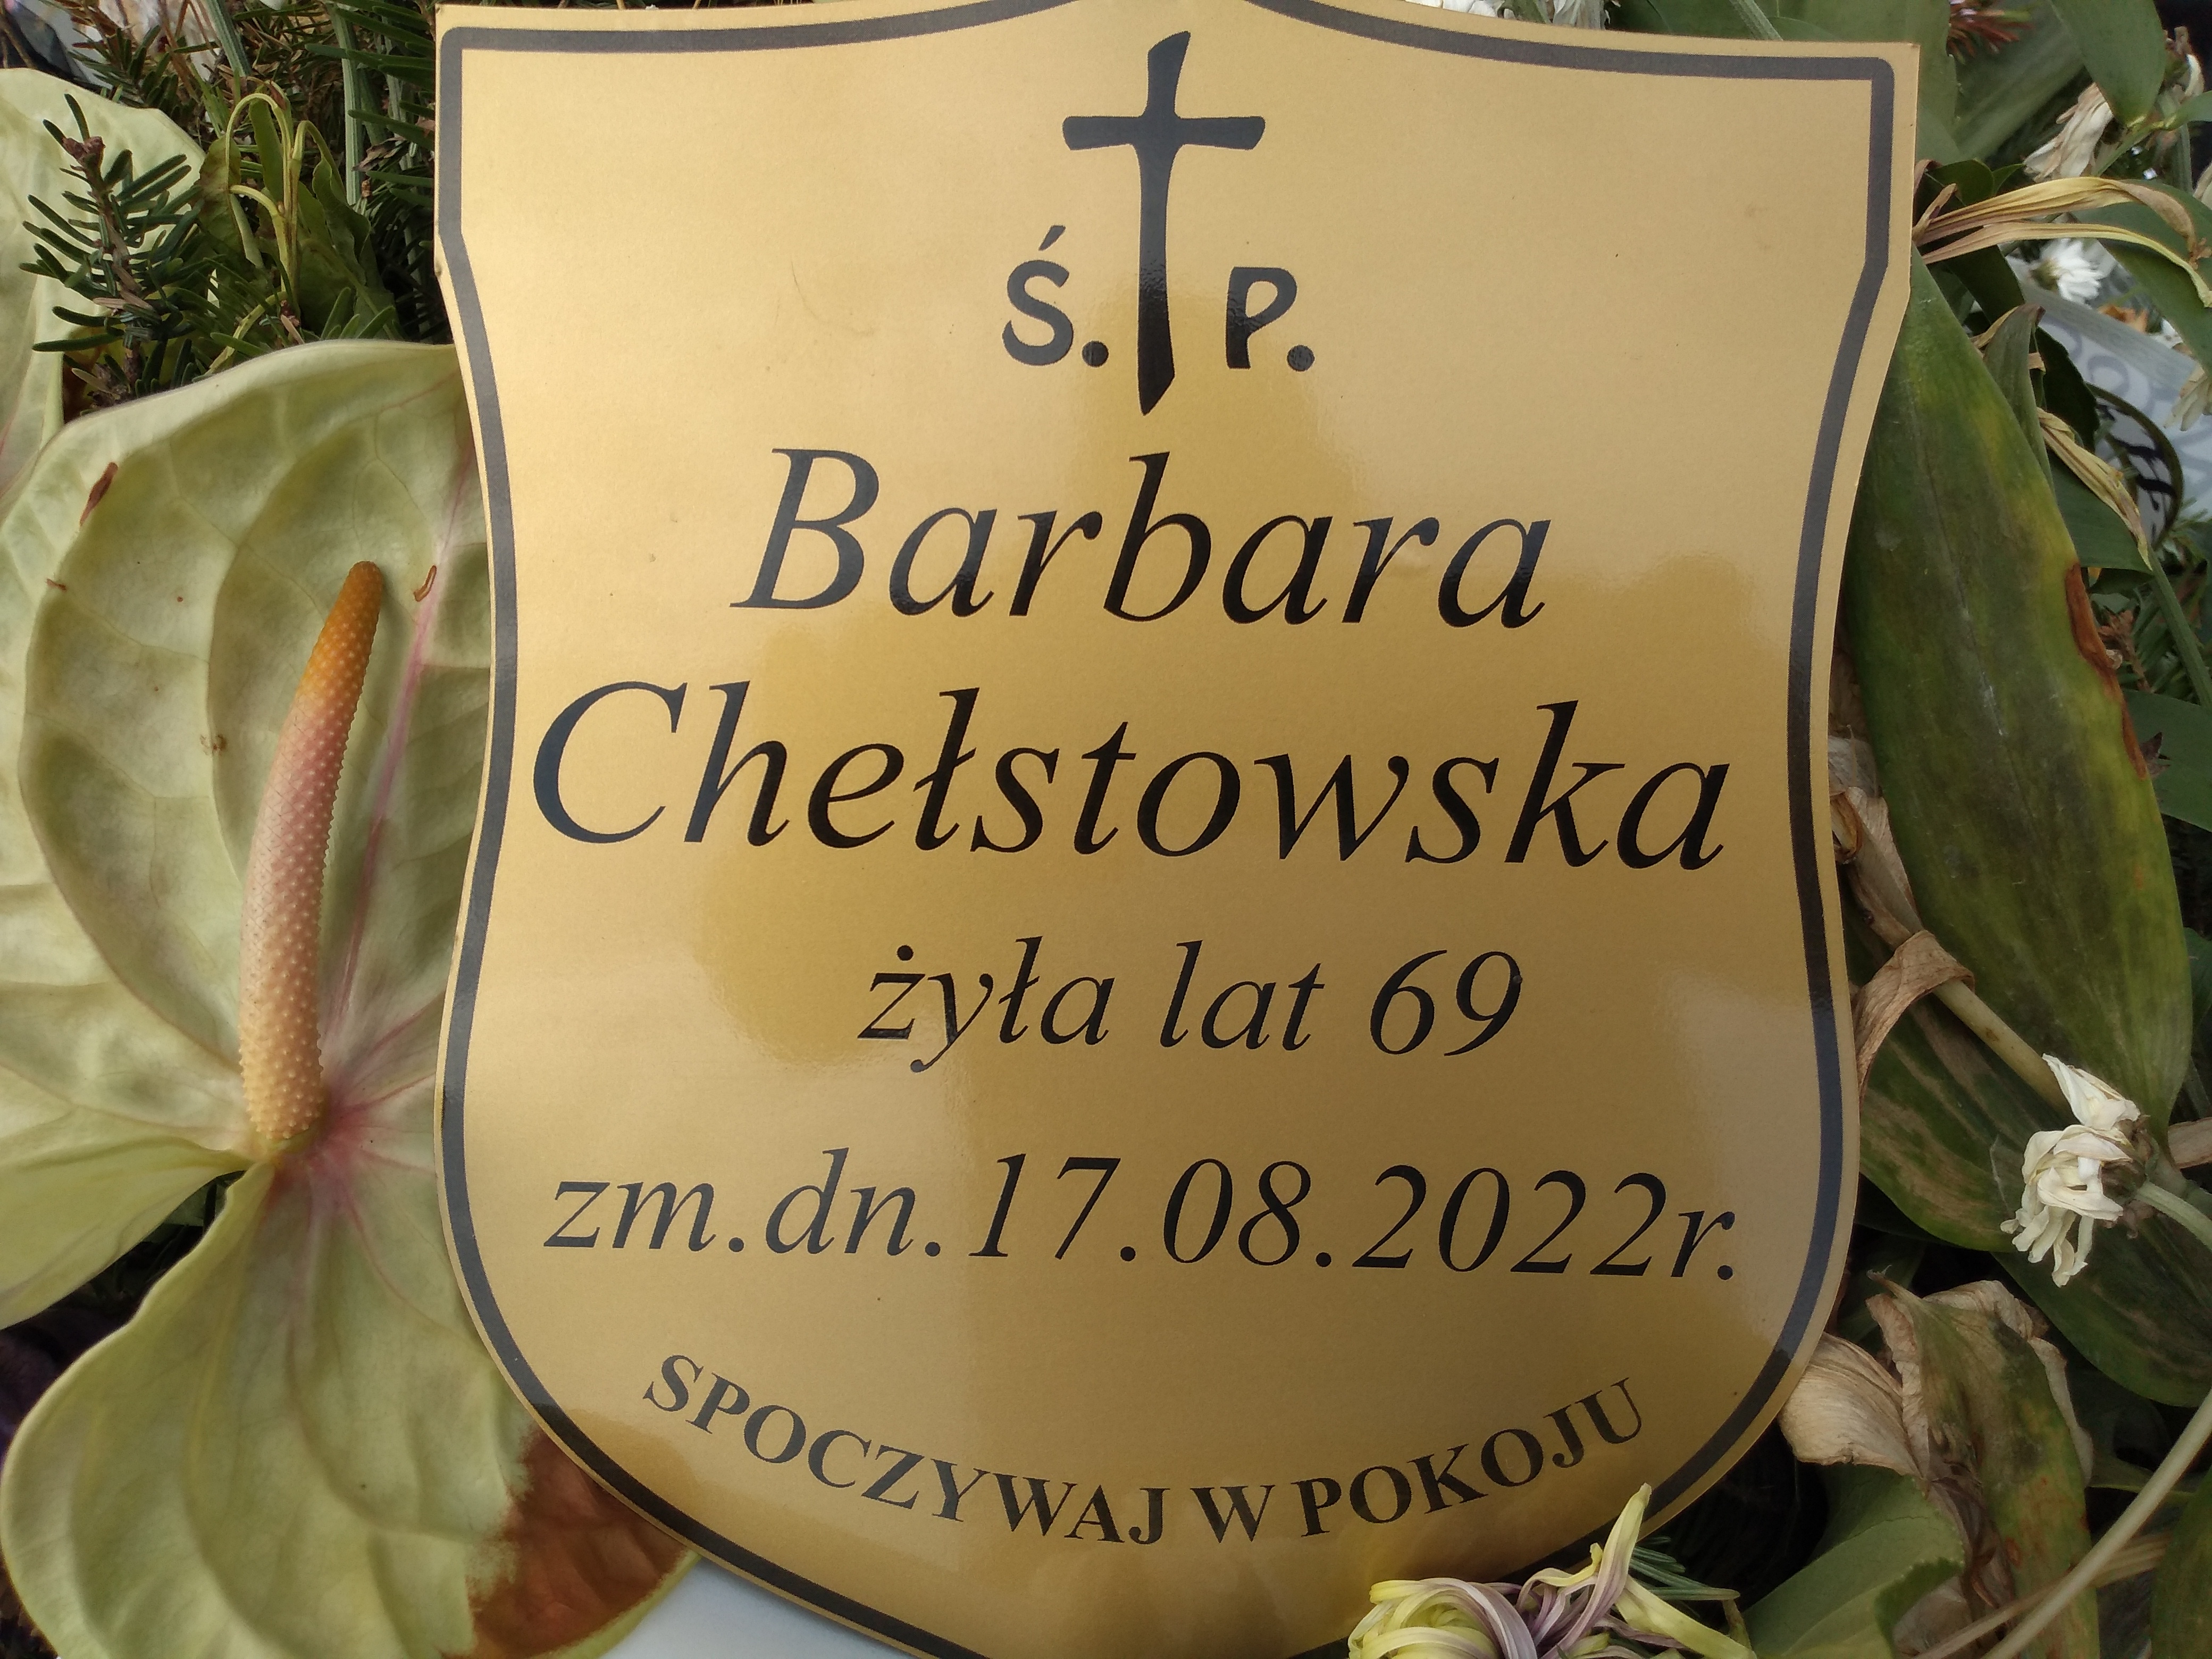 Ś. P.
Barbara
Chełstowska
żyła lat 69
zm.dn.17.08.2022r.
SPOCZYWAJ W POKOJU